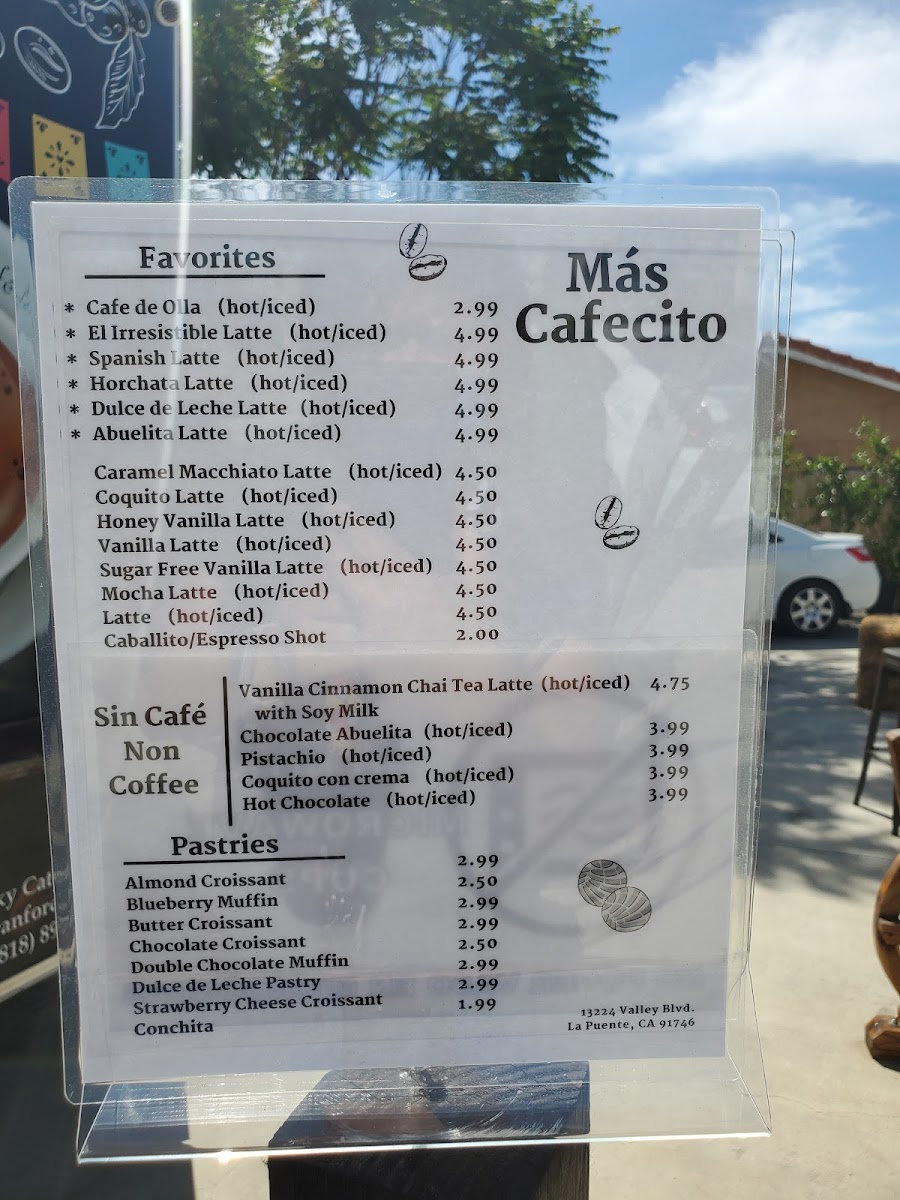 Más
Cafecito
Favorites
* Cafe de Olla (hot/iced) 2.99
* El Irresistible Latte (hot/iced) 4.99
* Spanish Latte (hot/iced) 4.99
* Horchata Latte (hot/iced) 4.99
* Dulce de Leche Latte (hot/iced) 4.99
* Abuelita Latte (hot/iced) 4.99
Caramel Macchiato Latte (hot/iced) 4.50
Coquito Latte (hot/iced) 4.50
Honey Vanilla Latte (hot/iced) 4.50
Vanilla Latte (hot/iced) 4.50
Sugar Free Vanilla Latte (hot/iced) 4.50
Mocha Latte (hot/iced) 4.50
Latte (hot/iced) 4.50
Caballito/Espresso Shot 2.00
Sin Café
Non
Coffee
Vanilla Cinnamon Chai Tea Latte (hot/iced) 4.75
with Soy Milk
Chocolate Abuelita (hot/iced) 3.99
Pistachio (hot/iced) 3.99
Coquito con crema (hot/iced) 3.99
Hot Chocolate (hot/iced) 3.99
Pastries
Almond Croissant 2.99
Blueberry Muffin 2.50
Butter Croissant 2.99
Chocolate Croissant 2.99
Double Chocolate Muffin 2.50
Dulce de Leche Pastry 2.99
Strawberry Cheese Croissant 2.99
Conchita 1.99
13224 Valley Blvd.
La Puente, CA 91746
(818) 89